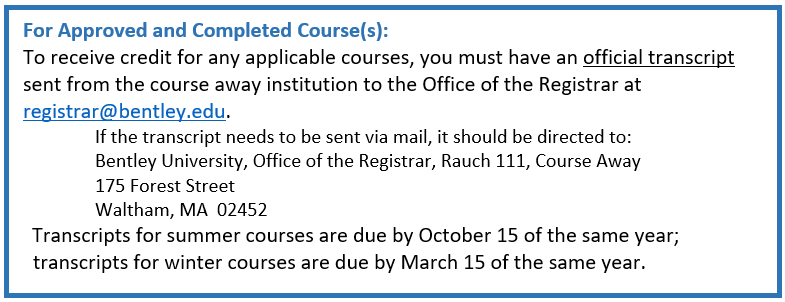 For Approved and Completed Course(s):
To receive credit for any applicable courses, you must have an official transcript
sent from the course away institution to the Office of the Registrar at
registrar@bentley.edu.
If the transcript needs to be sent via mail, it should be directed to:
Bentley University, Office of the Registrar, Rauch 111, Course Away
175 Forest Street
Waltham, MA  02452
Transcripts for summer courses are due by October 15 of the same year;
transcripts for winter courses are due by March 15 of the same year.